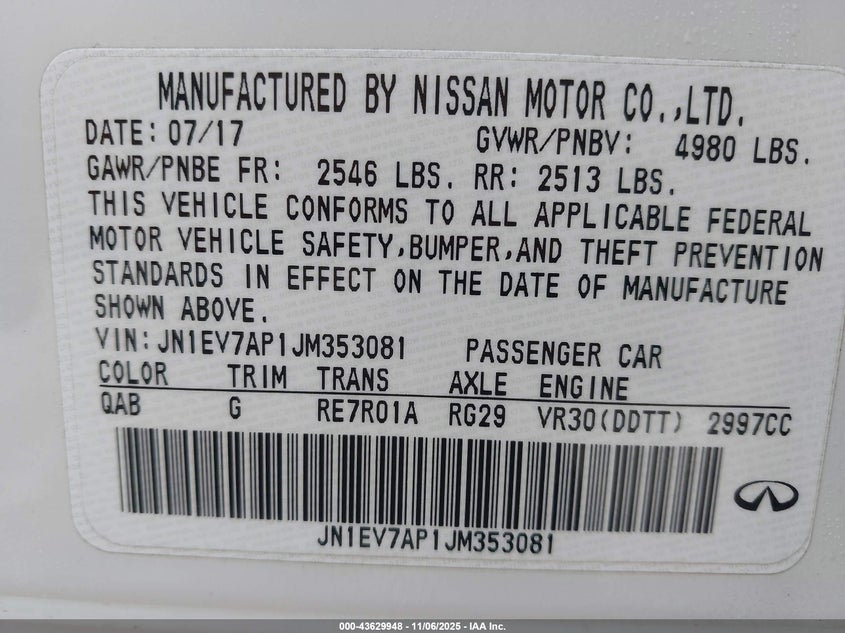 MANUFACTURED BY NISSAN MOTOR CO.,LTD.
DATE: 07/17 GVWR/PNBV: 4980 LBS.
GAWR/PNBE FR: 2546 LBS. RR: 2513 LBS.
THIS VEHICLE CONFORMS TO ALL APPLICABLE FEDERAL
MOTOR VEHICLE SAFETY,BUMPER,AND THEFT PREVENTION
STANDARDS IN EFFECT ON THE DATE OF MANUFACTURE
SHOWN ABOVE.
VIN:JN1EV7AP1JM353081 PASSENGER CAR
COLOR TRIM TRANS AXLE ENGINE
QAB G RE7R01A RG29 VR30(DDTT) 2997CC
JN1EV7AP1JM353081
000-43629948 - 11/06/2025 - IAA Inc.